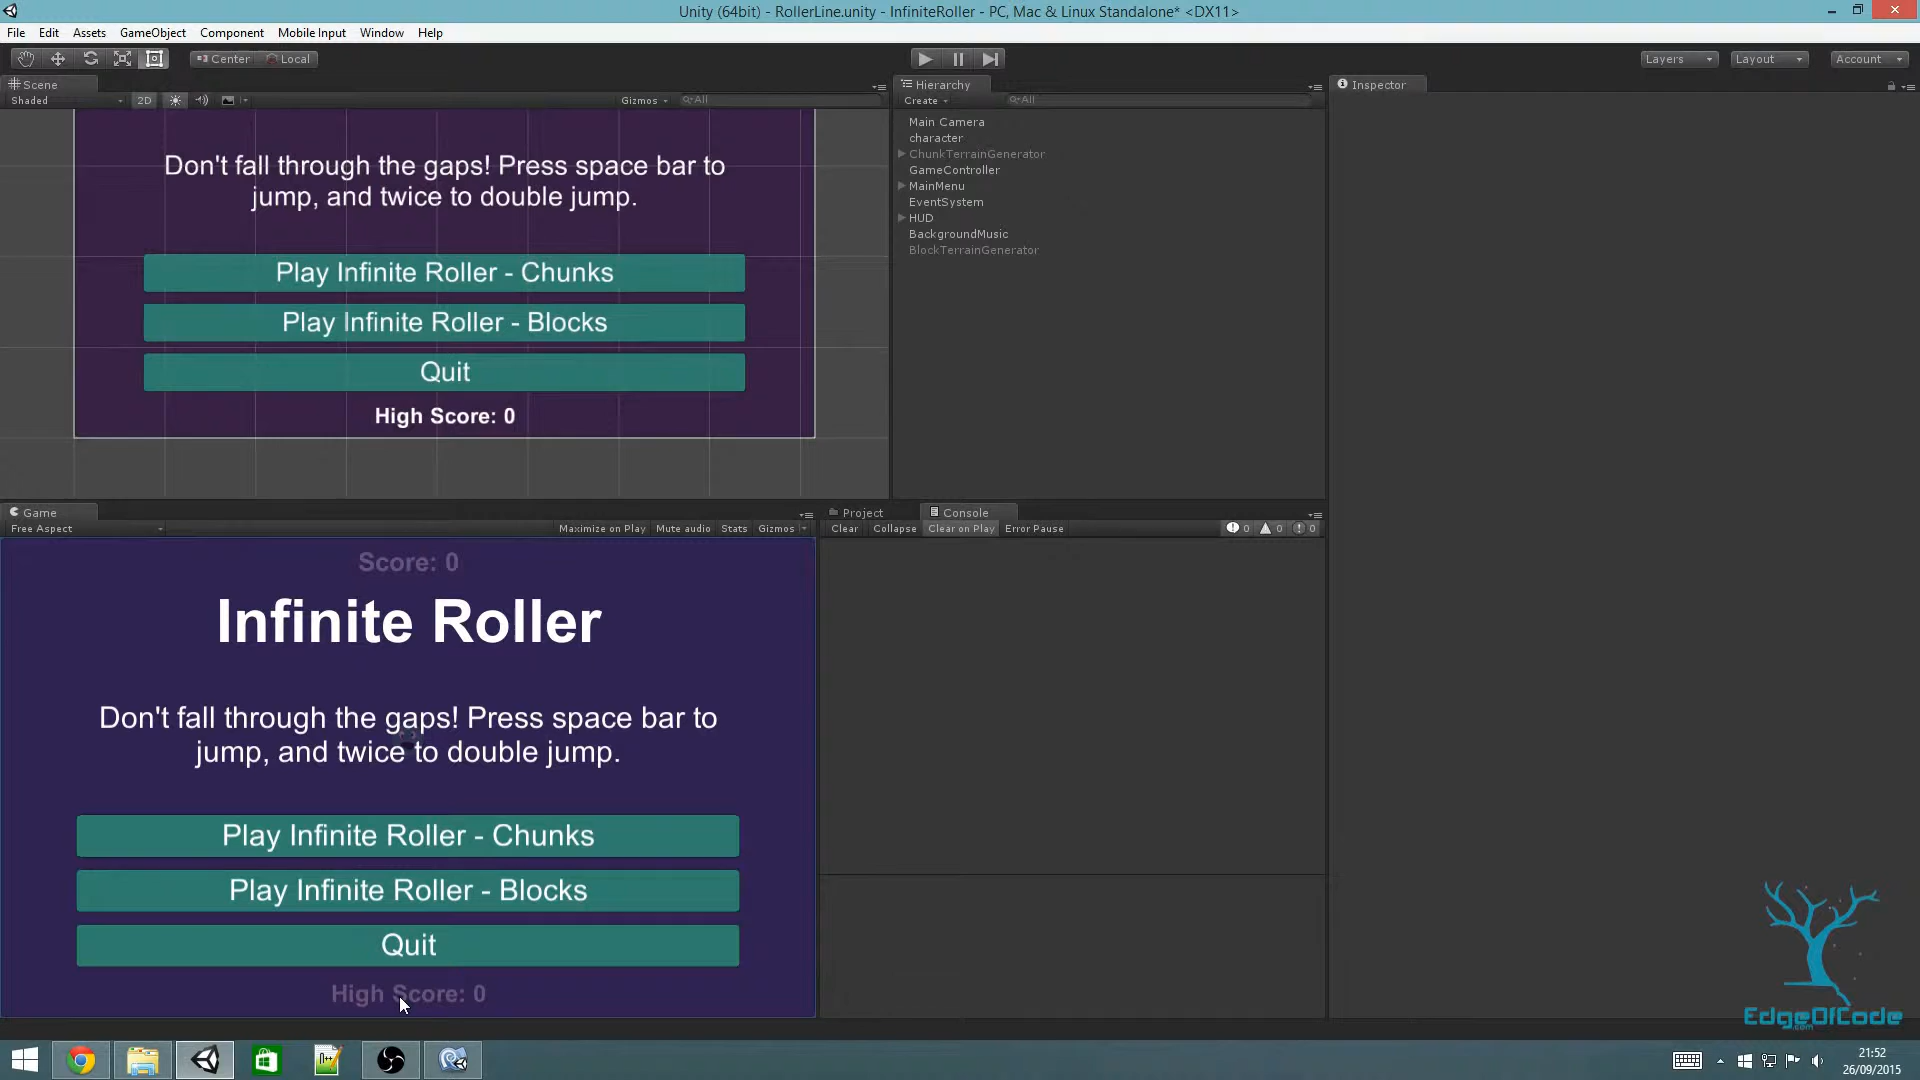 Unity (64bit) - RollerLine.unity - InfiniteRoller - PC, Mac & Linux Standalone* <DX11>
File Edit Assets GameObject Component Mobile Input Window Help
Center Local
Layers Layout Account
Scene
Shaded 2D Gizmos All
Hierarchy
Create All
Inspector
Main Camera
character
ChunkTerrainGenerator
GameController
MainMenu
EventSystem
HUD
BackgroundMusic
BlockTerrainGenerator
Don't fall through the gaps! Press space bar to
jump, and twice to double jump.
Play Infinite Roller - Chunks
Play Infinite Roller - Blocks
Quit
High Score: 0
Game
Free Aspect Maximize on Play Mute audio Stats Gizmos
Project Console
Clear Collapse Clear on Play Error Pause 0 0 0
Score: 0
Infinite Roller
Don't fall through the gaps! Press space bar to
jump, and twice to double jump.
Play Infinite Roller - Chunks
Play Infinite Roller - Blocks
Quit
High Score: 0
EdgeOfCode
.com
21:52
26/09/2015